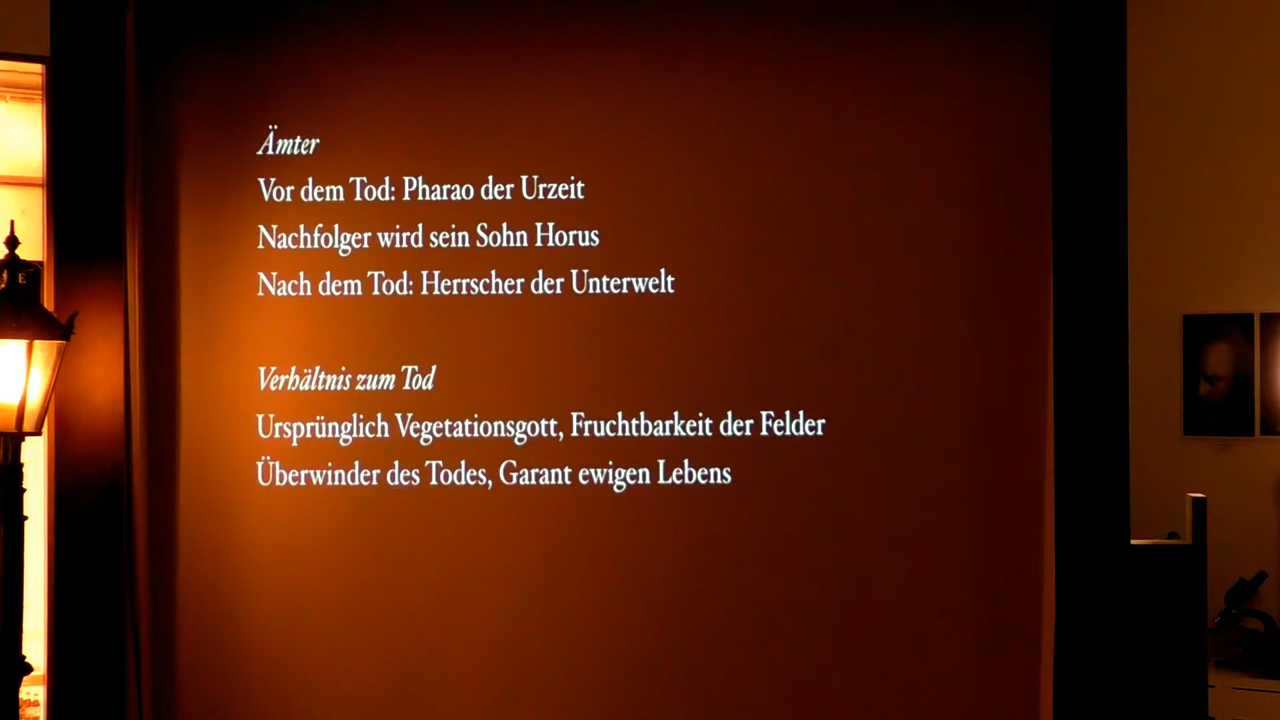 Ämter
Vor dem Tod: Pharao der Urzeit
Nachfolger wird sein Sohn Horus
Nach dem Tod: Herrscher der Unterwelt
Verhältnis zum Tod
Ursprünglich Vegetationsgott, Fruchtbarkeit der Felder
Überwinder des Todes, Garant ewigen Lebens